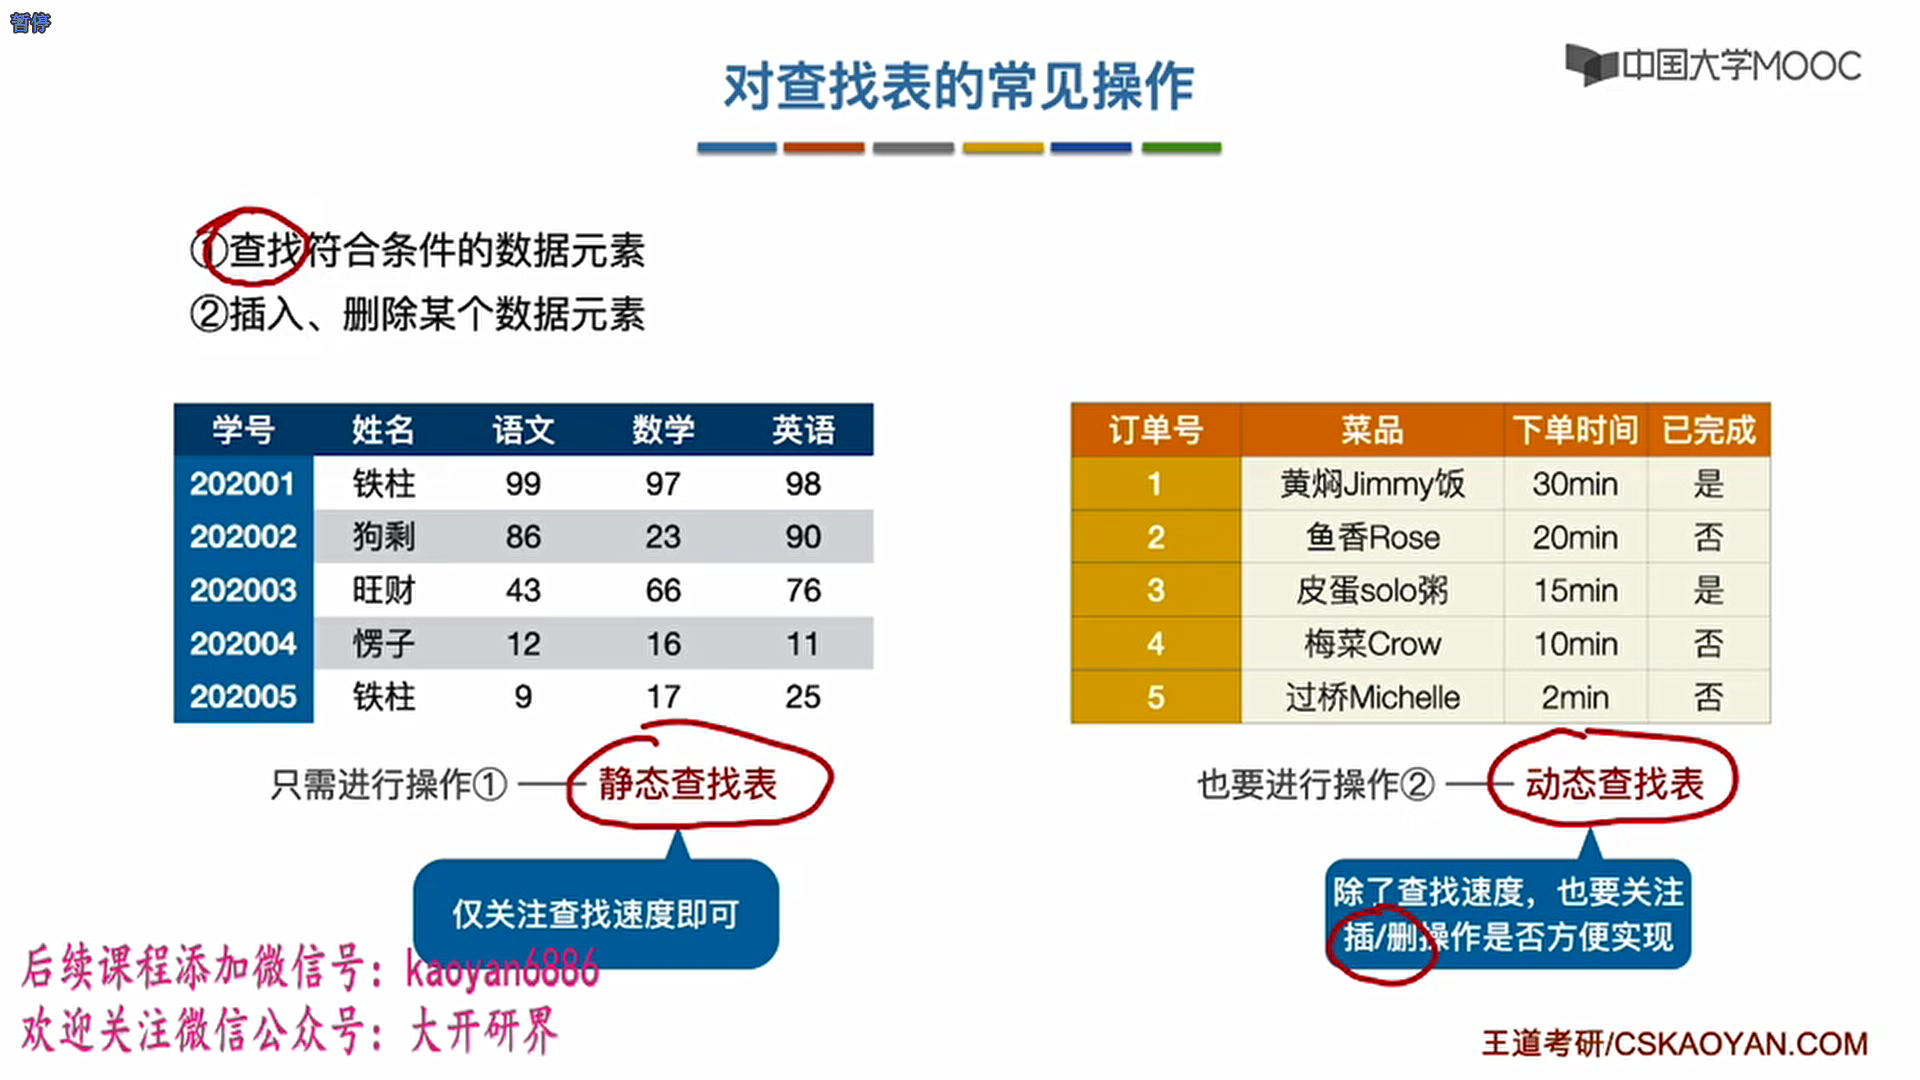 暂停
对查找表的常见操作
中国大学MOOC
①查找符合条件的数据元素
②插入、删除某个数据元素
学号 姓名 语文 数学 英语
202001 铁柱 99 97 98
202002 狗剩 86 23 90
202003 旺财 43 66 76
202004 愣子 12 16 11
202005 铁柱 9 17 25
订单号 菜品 下单时间 已完成
1 黄焖Jimmy饭 30min 是
2 鱼香Rose 20min 否
3 皮蛋solo粥 15min 是
4 梅菜Crow 10min 否
5 过桥Michelle 2min 否
只需进行操作① 静态查找表
也要进行操作② 动态查找表
仅关注查找速度即可
除了查找速度，也要关注
插/删操作是否方便实现
后续课程添加微信号：kaoyan6886
欢迎关注微信公众号：大开研界
王道考研/CSKAOYAN.COM